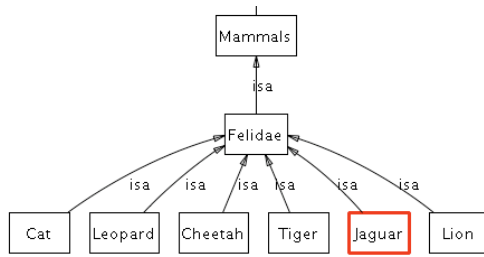 Mammals
isa
Felidae
isa isa isa isa isa isa
Cat Leopard Cheetah Tiger Jaguar Lion